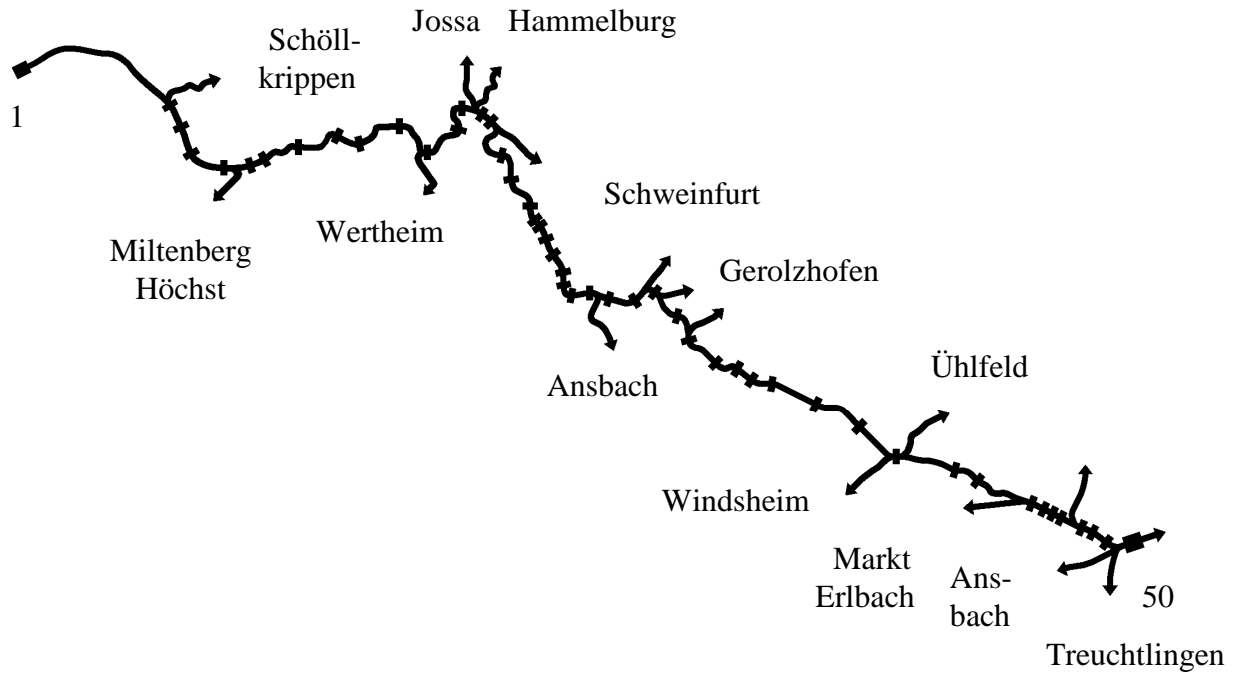 Jossa Hammelburg
Schöll-
krippen
1
Schweinfurt
Wertheim
Miltenberg
Höchst
Gerolzhofen
Ansbach
Ühlfeld
Windsheim
Markt
Erlbach
Ans-
bach
50
Treuchtlingen